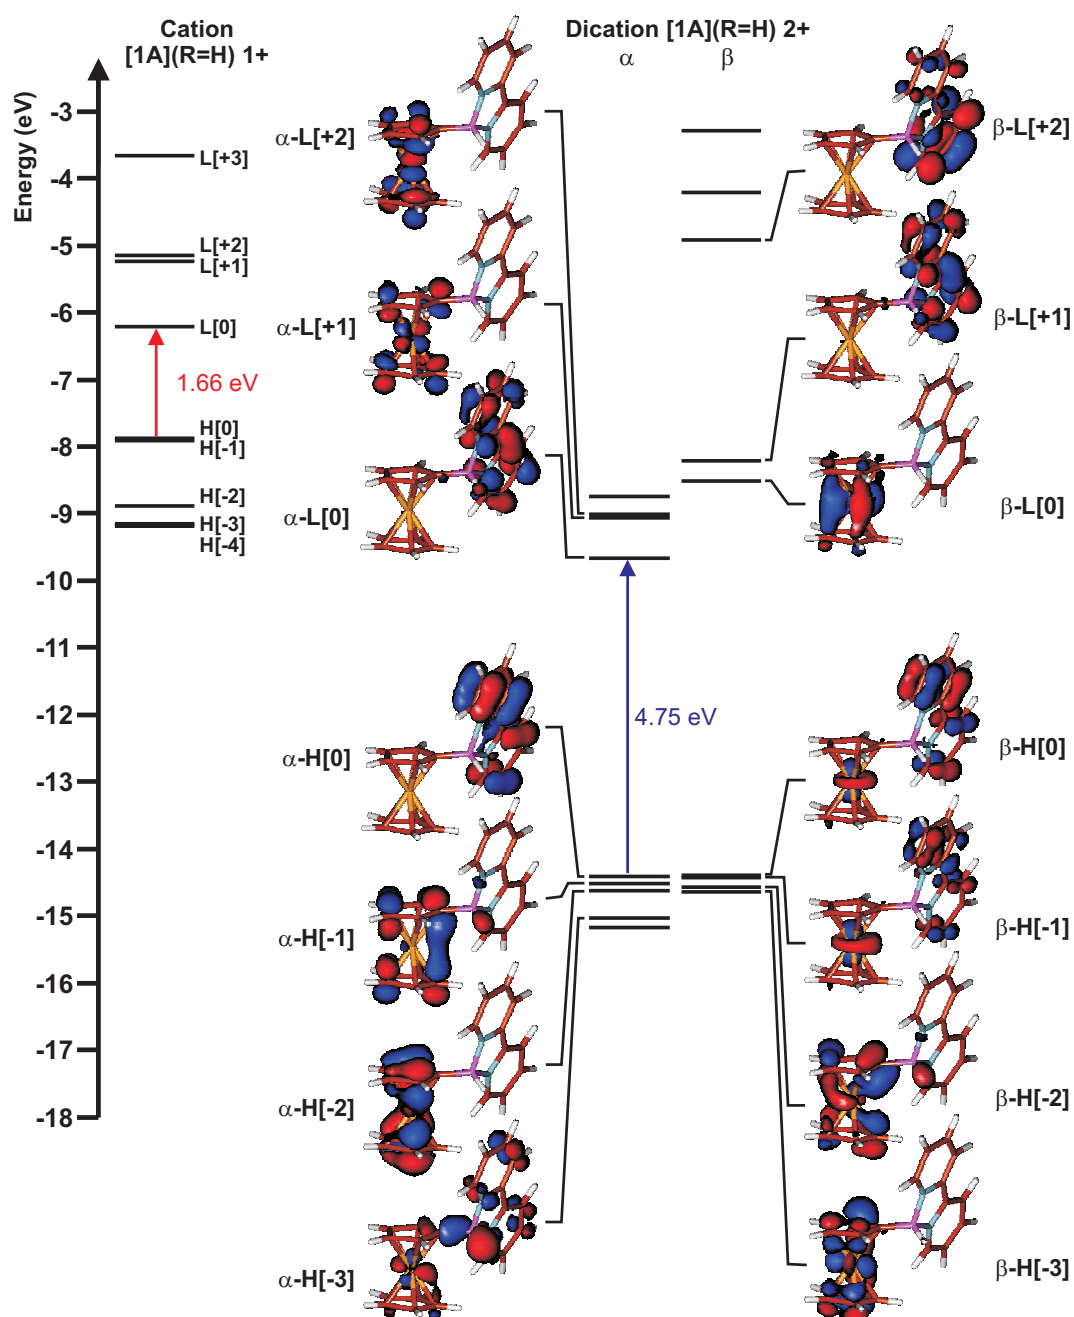 Cation
[1A](R=H) 1+
Dication [1A](R=H) 2+
α β
Energy (eV)
-3
-4
-5
-6
-7
-8
-9
-10
-11
-12
-13
-14
-15
-16
-17
-18
L[+3]
L[+2]
L[+1]
L[0]
1.66 eV
H[0]
H[-1]
H[-2]
H[-3]
H[-4]
α-L[+2]
α-L[+1]
α-L[0]
α-H[0]
α-H[-1]
α-H[-2]
α-H[-3]
4.75 eV
β-L[+2]
β-L[+1]
β-L[0]
β-H[0]
β-H[-1]
β-H[-2]
β-H[-3]